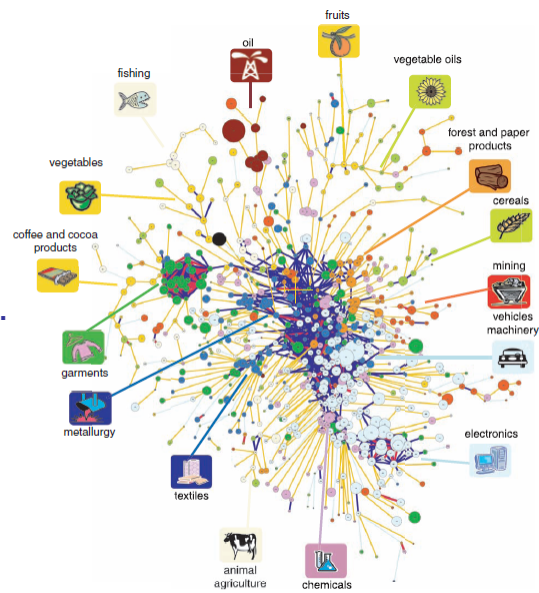 fruits
oil
vegetable oils
fishing
forest and paper
products
vegetables
cereals
coffee and cocoa
products
mining
vehicles
machinery
garments
metallurgy
electronics
textiles
animal
agriculture
chemicals